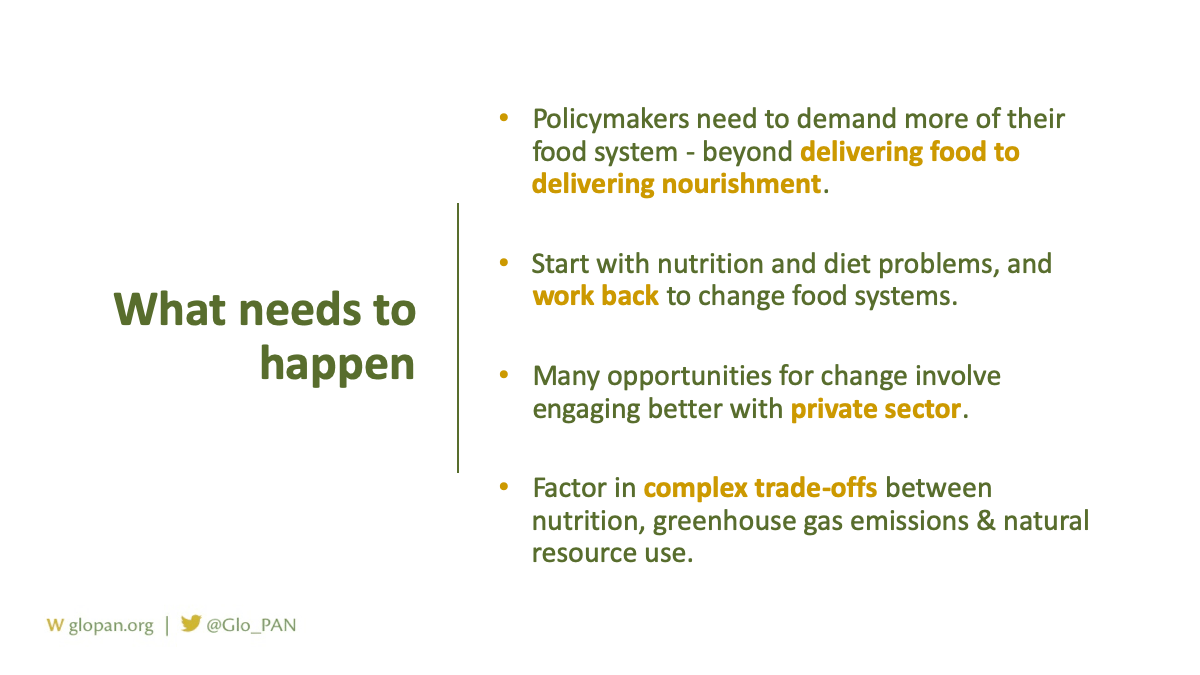 What needs to
happen
• Policymakers need to demand more of their
food system - beyond delivering food to
delivering nourishment.
• Start with nutrition and diet problems, and
work back to change food systems.
• Many opportunities for change involve
engaging better with private sector.
• Factor in complex trade-offs between
nutrition, greenhouse gas emissions & natural
resource use.
W glopan.org | @Glo_PAN